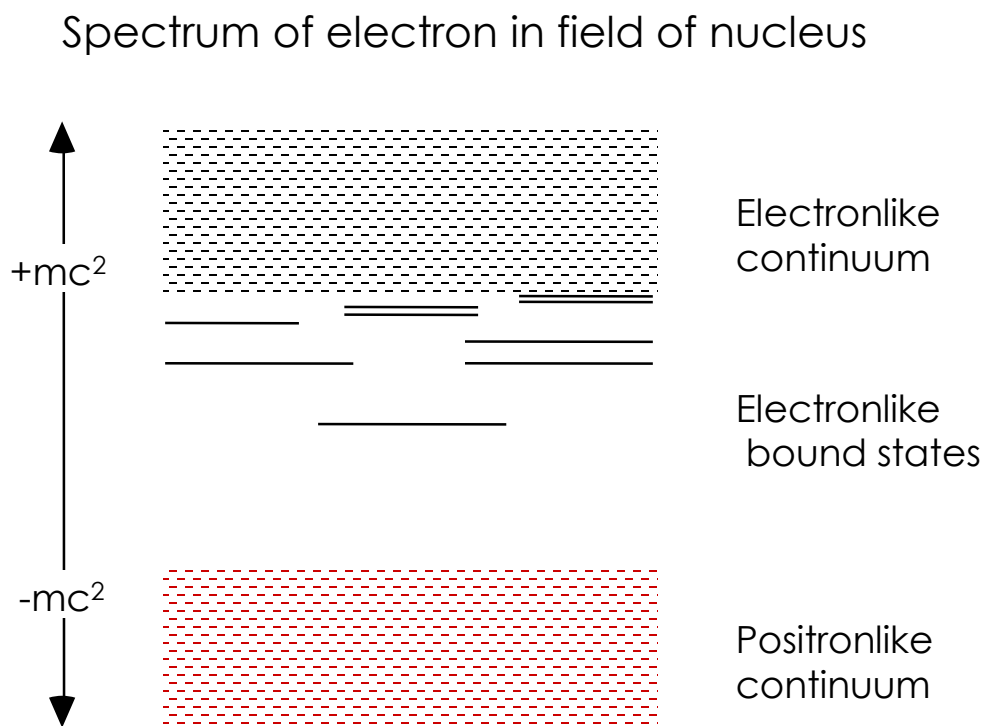 Spectrum of electron in field of nucleus
Electronlike
continuum
+mc²
Electronlike
bound states
-mc²
Positronlike
continuum